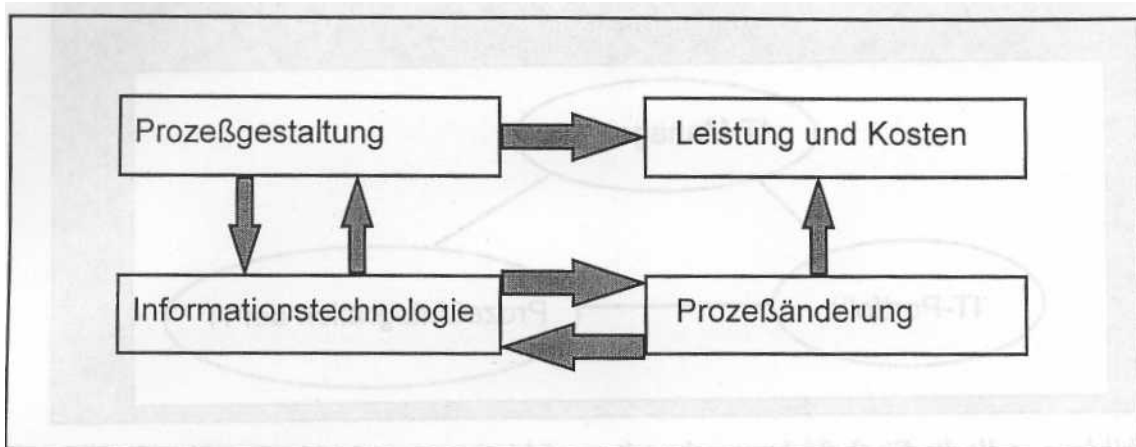 Prozeßgestaltung
Leistung und Kosten
Informationstechnologie
Prozeßänderung